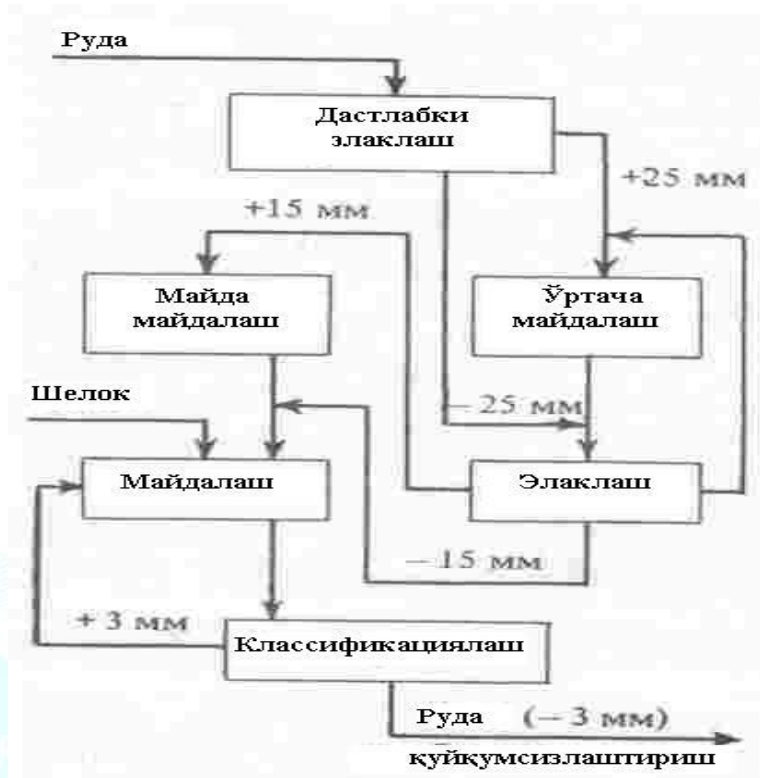 Руда
Дастлабки
элаклаш
+25 мм
+15 мм
Майда
майдалаш
Ўртача
майдалаш
Шелок
– 25 мм
Майдалаш
Элаклаш
– 15 мм
+ 3 мм
Классификациялаш
Руда (– 3 мм)
қуйқумсизлаштириш